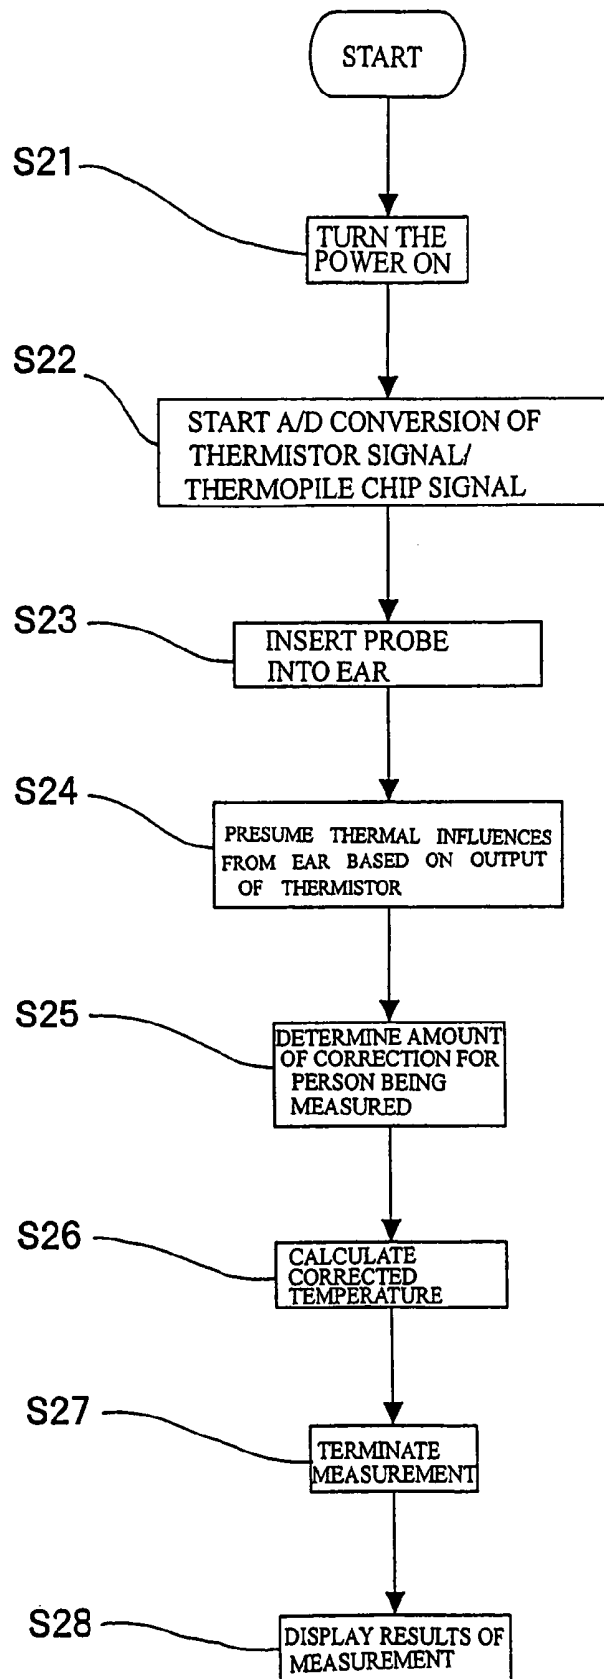 START
S21
TURN THE
POWER ON
S22
START A/D CONVERSION OF
THERMISTOR SIGNAL/
THERMOPILE CHIP SIGNAL
S23
INSERT PROBE
INTO EAR
S24
PRESUME THERMAL INFLUENCES
FROM EAR BASED ON OUTPUT
OF THERMISTOR
S25
DETERMINE AMOUNT
OF CORRECTION FOR
PERSON BEING
MEASURED
S26
CALCULATE
CORRECTED
TEMPERATURE
S27
TERMINATE
MEASUREMENT
S28
DISPLAY RESULTS OF
MEASUREMENT